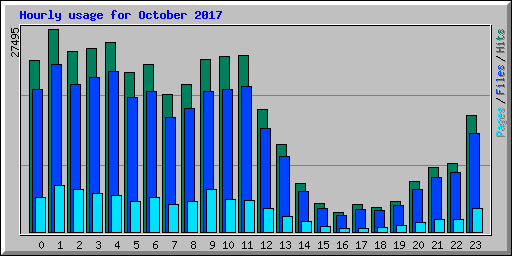 Hourly usage for October 2017
27495
Pages/Files/Hits
0 1 2 3 4 5 6 7 8 9 10 11 12 13 14 15 16 17 18 19 20 21 22 23